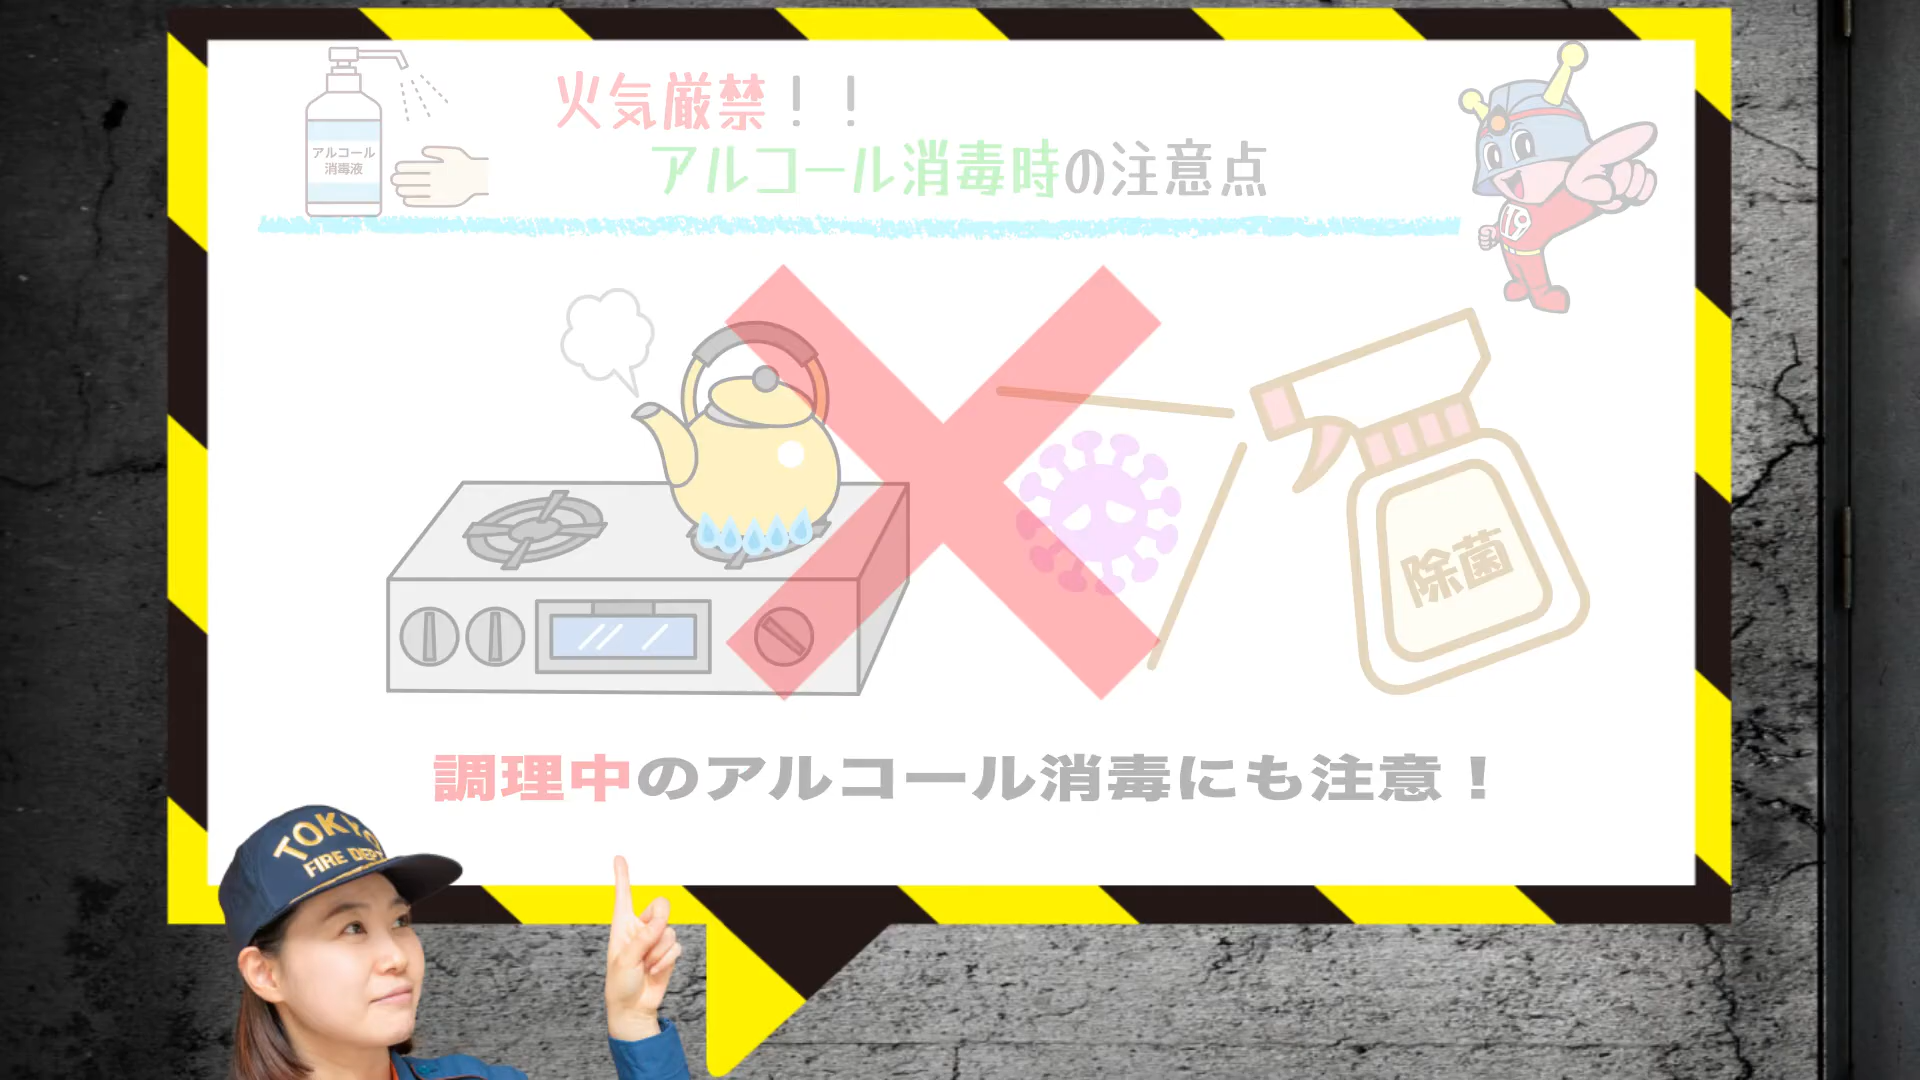 火気厳禁！！
アルコール消毒時の注意点
アルコール
消毒液
119
除菌
調理中のアルコール消毒にも注意！
TOKYO
FIRE DEPT